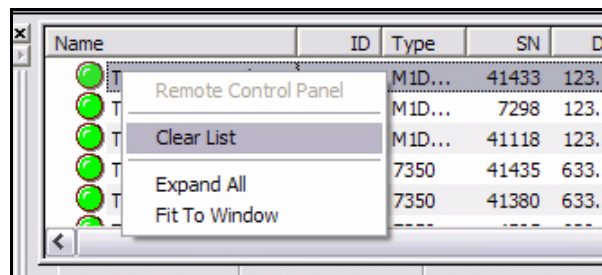 Name ID Type SN D
T M1D... 41433 123.
T M1D... 7298 123.
T M1D... 41118 123.
T 7350 41435 633.
T 7350 41380 633.
Remote Control Panel
Clear List
Expand All
Fit To Window